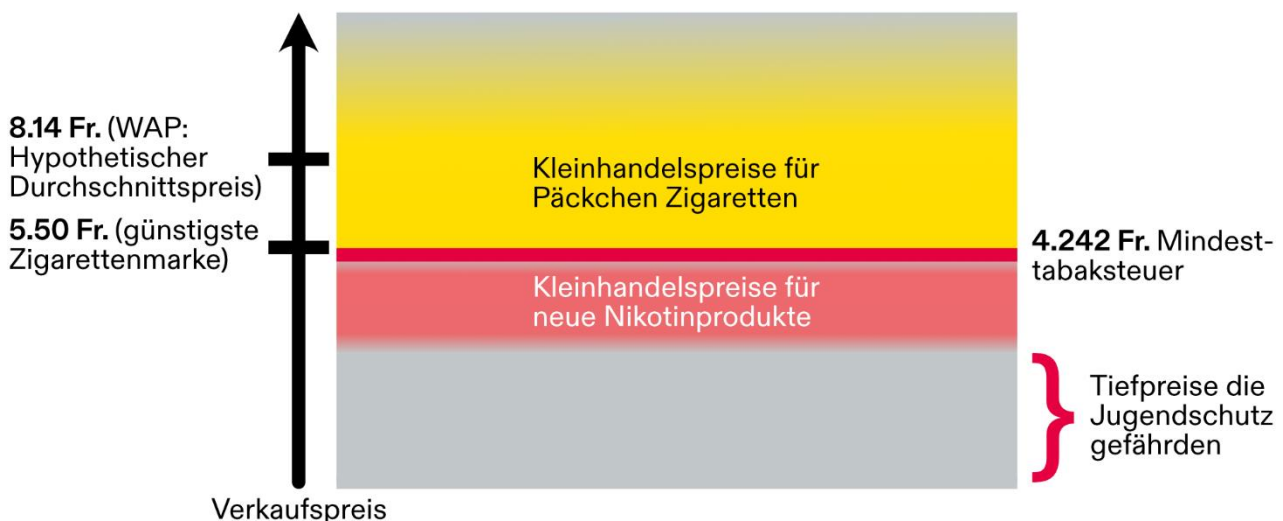 8.14 Fr. (WAP:
Hypothetischer
Durchschnittspreis)
5.50 Fr. (günstigste
Zigarettenmarke)
Kleinhandelspreise für
Päckchen Zigaretten
4.242 Fr. Mindest-
tabaksteuer
Kleinhandelspreise für
neue Nikotinprodukte
Tiefpreise die
Jugendschutz
gefährden
Verkaufspreis